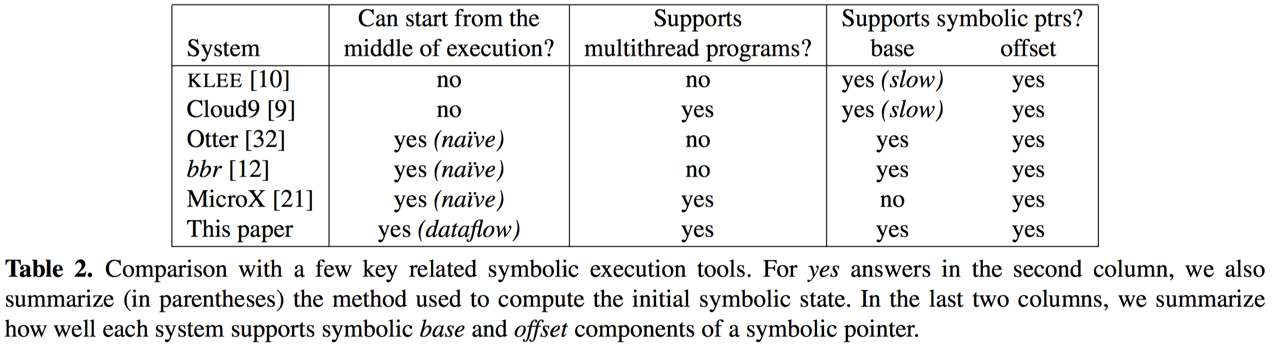 Can start from the Supports Supports symbolic ptrs?
System middle of execution? multithread programs? base offset
KLEE [10] no no yes (slow) yes
Cloud9 [9] no yes yes (slow) yes
Otter [32] yes (naïve) no yes yes
bbr [12] yes (naïve) no yes yes
MicroX [21] yes (naïve) yes no yes
This paper yes (dataflow) yes yes yes
Table 2. Comparison with a few key related symbolic execution tools. For yes answers in the second column, we also
summarize (in parentheses) the method used to compute the initial symbolic state. In the last two columns, we summarize
how well each system supports symbolic base and offset components of a symbolic pointer.